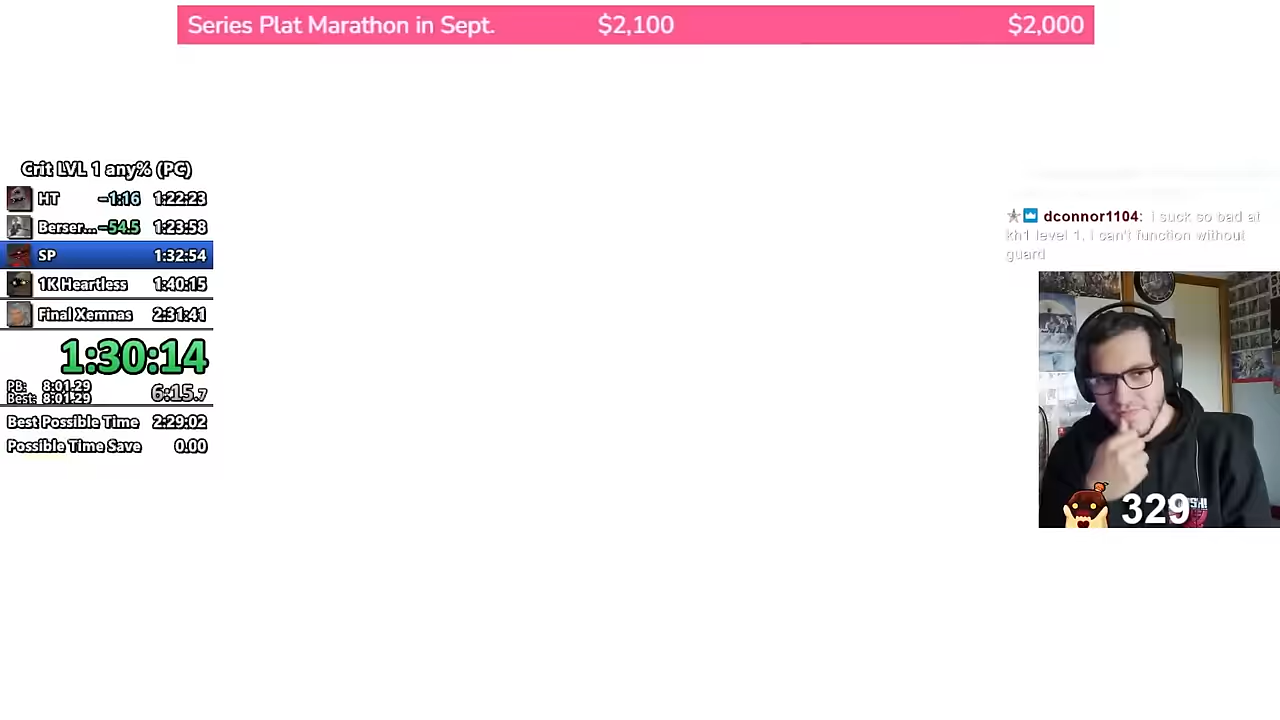 Series Plat Marathon in Sept. $2,100 $2,000
Crit LVL 1 any% (PC)
HT -1:16 1:22:23
Berser... -54.5 1:23:58
SP 1:32:54
1K Heartless 1:40:15
Final Xemnas 2:31:41
1:30:14
PB: 8:01.29
Best: 8:01.29
6:15.7
Best Possible Time 2:29:02
Possible Time Save 0.00
dconnor1104: I suck so bad at
kh1 level 1, I can't function without
guard
329